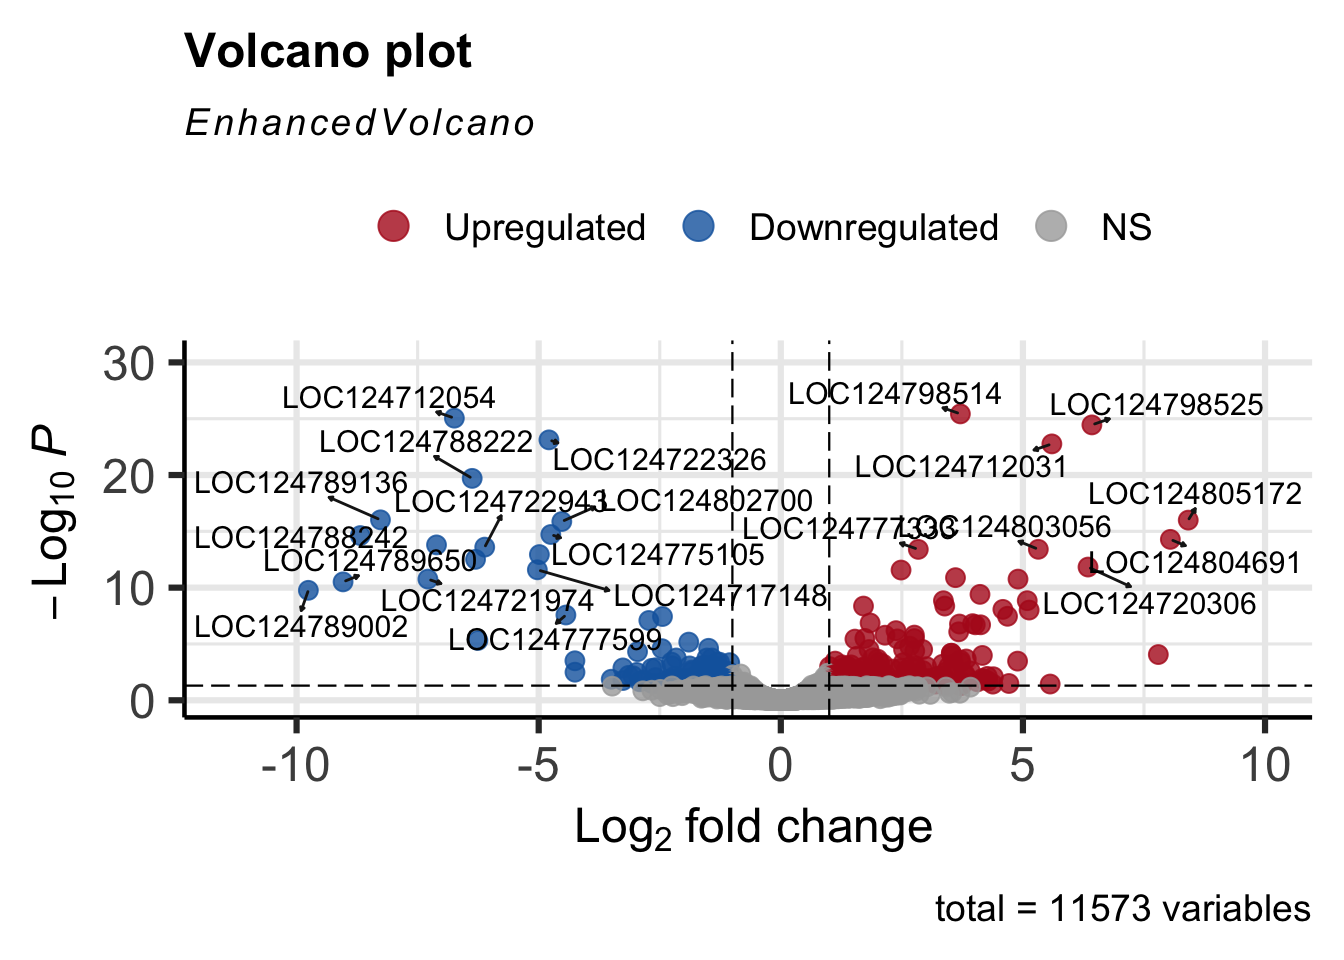 Volcano plot
EnhancedVolcano
Upregulated Downregulated NS
−Log10 P
30
20
10
0
LOC124712054
LOC124798514
LOC124798525
LOC124788222
LOC124722326
LOC124712031
LOC124789136
LOC124722943
LOC124802700
LOC124805172
LOC124788242
LOC124777333
LOC124803056
LOC124789650
LOC124775105
LOC124804691
LOC124721974
LOC124717148
LOC124720306
LOC124789002
LOC124777599
-10 -5 0 5 10
Log2 fold change
total = 11573 variables